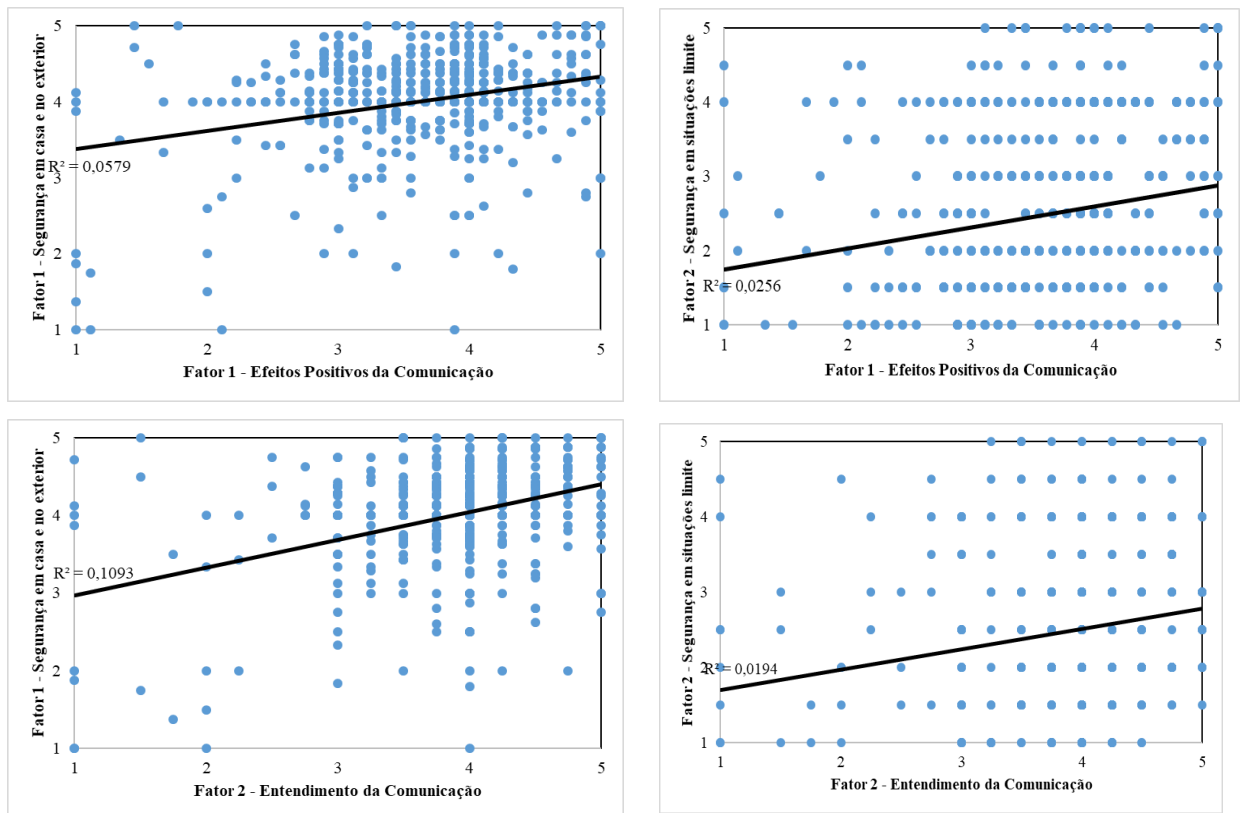 Fator 1 - Segurança em casa e no exterior
5
4
3
2
1
R² = 0,0579
1 2 3 4 5
Fator 1 - Efeitos Positivos da Comunicação
Fator 2 - Segurança em situações limite
5
4
3
2
1
R² = 0,0256
1 2 3 4 5
Fator 1 - Efeitos Positivos da Comunicação
Fator 1 - Segurança em casa e no exterior
5
4
3
2
1
R² = 0,1093
1 2 3 4 5
Fator 2 - Entendimento da Comunicação
Fator 2 - Segurança em situações limite
5
4
3
2
1
R² = 0,0194
1 2 3 4 5
Fator 2 - Entendimento da Comunicação